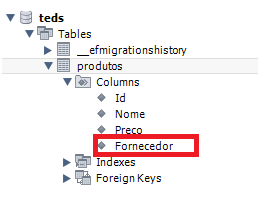 teds
Tables
__efmigrationshistory
produtos
Columns
Id
Nome
Preco
Fornecedor
Indexes
Foreign Keys